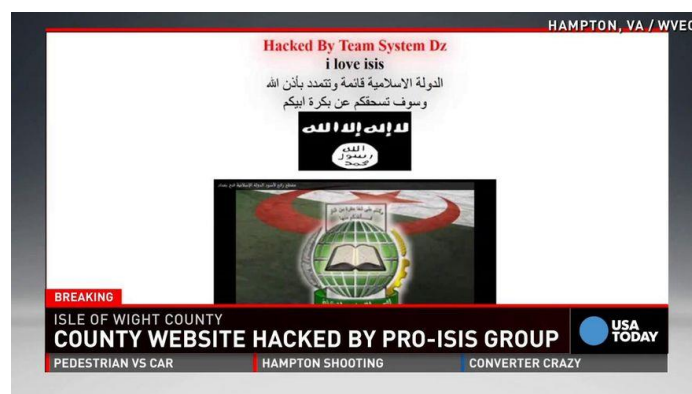 HAMPTON, VA / WVEC
Hacked By Team System Dz
i love isis
الدولة الاسلامية قائمة وتتمدد بأذن الله
وسوف تسحقكم عن بكرة ابيكم
لا إله إلا الله
الله
رسول
محمد
BREAKING
ISLE OF WIGHT COUNTY
COUNTY WEBSITE HACKED BY PRO-ISIS GROUP
USA
TODAY
PEDESTRIAN VS CAR
HAMPTON SHOOTING
CONVERTER CRAZY